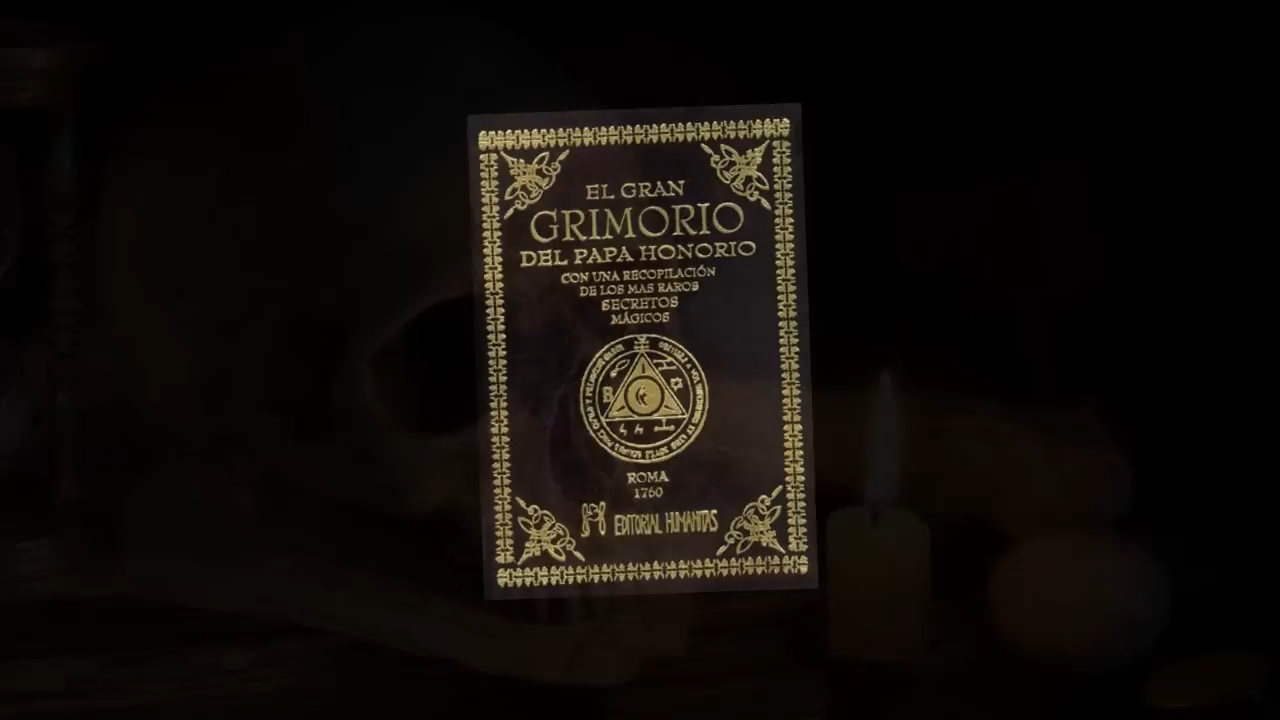 EL GRAN
GRIMORIO
DEL PAPA HONORIO
CON UNA RECOPILACIÓN
DE LOS MAS RAROS
SECRETOS
MÁGICOS
ROMA
1760
EDITORIAL HUMANITAS